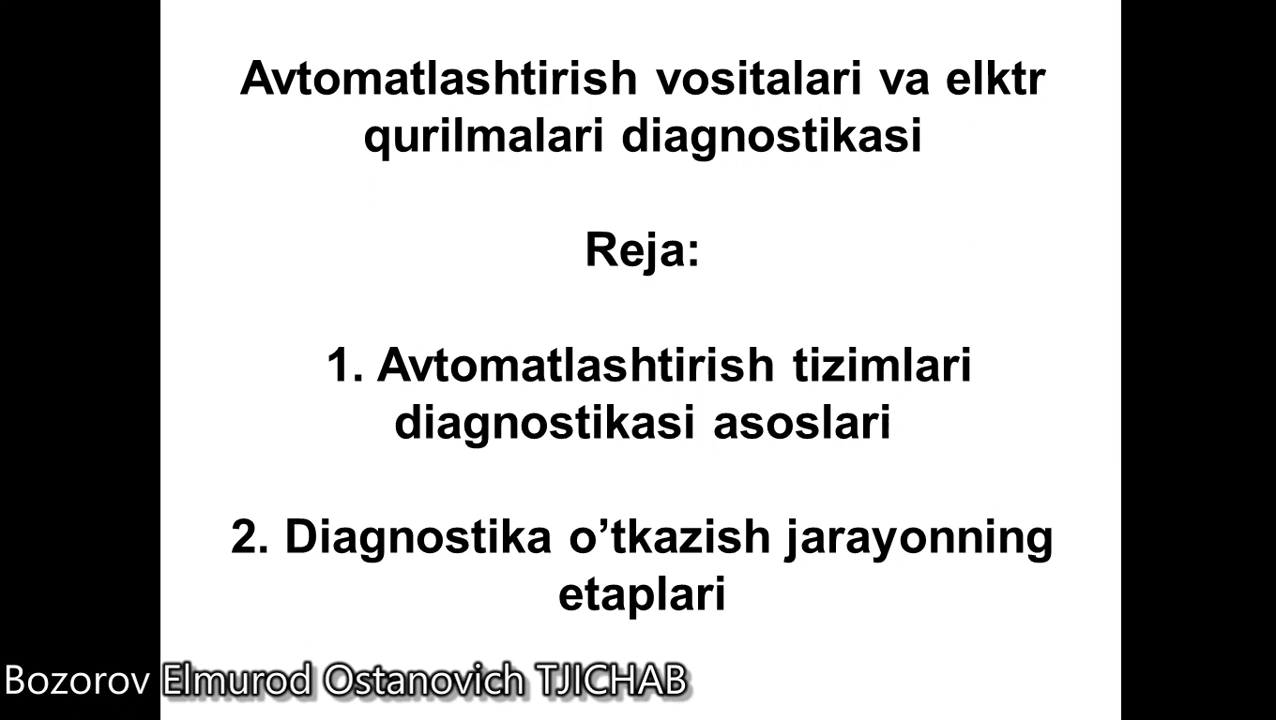 Avtomatlashtirish vositalari va elktr
qurilmalari diagnostikasi
Reja:
1. Avtomatlashtirish tizimlari
diagnostikasi asoslari
2. Diagnostika o’tkazish jarayonning
etaplari
Bozorov Elmurod Ostanovich TJICHAB